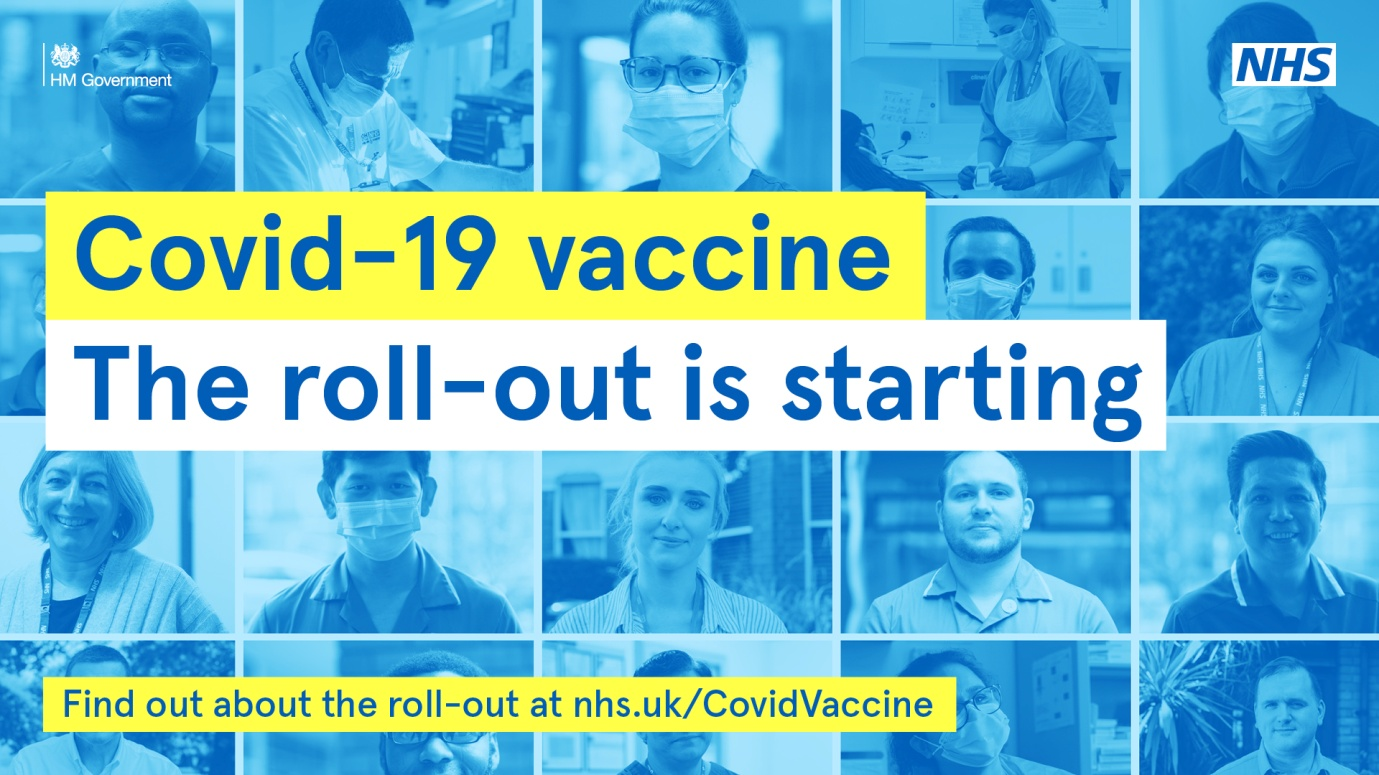 HM Government
NHS
Covid-19 vaccine
The roll-out is starting
Find out about the roll-out at nhs.uk/CovidVaccine